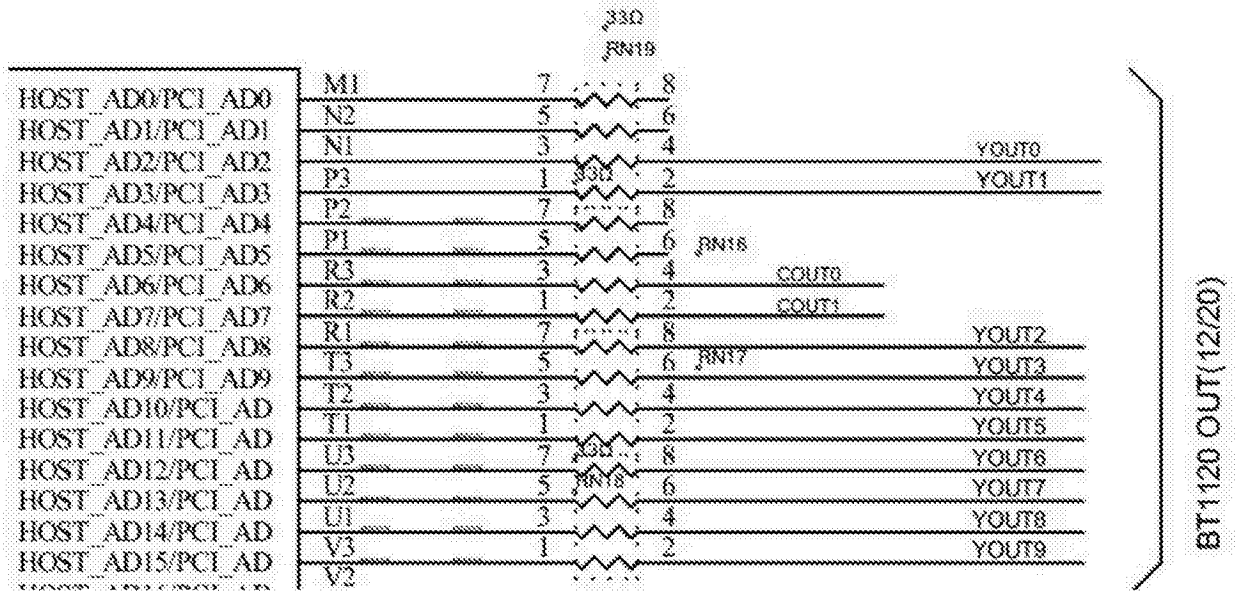 33Ω
RN19
HOST_AD0/PCI_AD0 M1 7 8
HOST_AD1/PCI_AD1 N2 5 6
HOST_AD2/PCI_AD2 N1 3 4 YOUT0
HOST_AD3/PCI_AD3 P3 1 33Ω 2 YOUT1
HOST_AD4/PCI_AD4 P2 7 8
HOST_AD5/PCI_AD5 P1 5 6 RN16
HOST_AD6/PCI_AD6 R3 3 4 COUT0
HOST_AD7/PCI_AD7 R2 1 2 COUT1
HOST_AD8/PCI_AD8 R1 7 8 YOUT2
HOST_AD9/PCI_AD9 T3 5 6 RN17 YOUT3
HOST_AD10/PCI_AD T2 3 4 YOUT4
HOST_AD11/PCI_AD T1 1 2 YOUT5
HOST_AD12/PCI_AD U3 7 33Ω 8 YOUT6
HOST_AD13/PCI_AD U2 5 RN18 6 YOUT7
HOST_AD14/PCI_AD U1 3 4 YOUT8
HOST_AD15/PCI_AD V3 1 2 YOUT9
V2
BT1120 OUT(12/20)